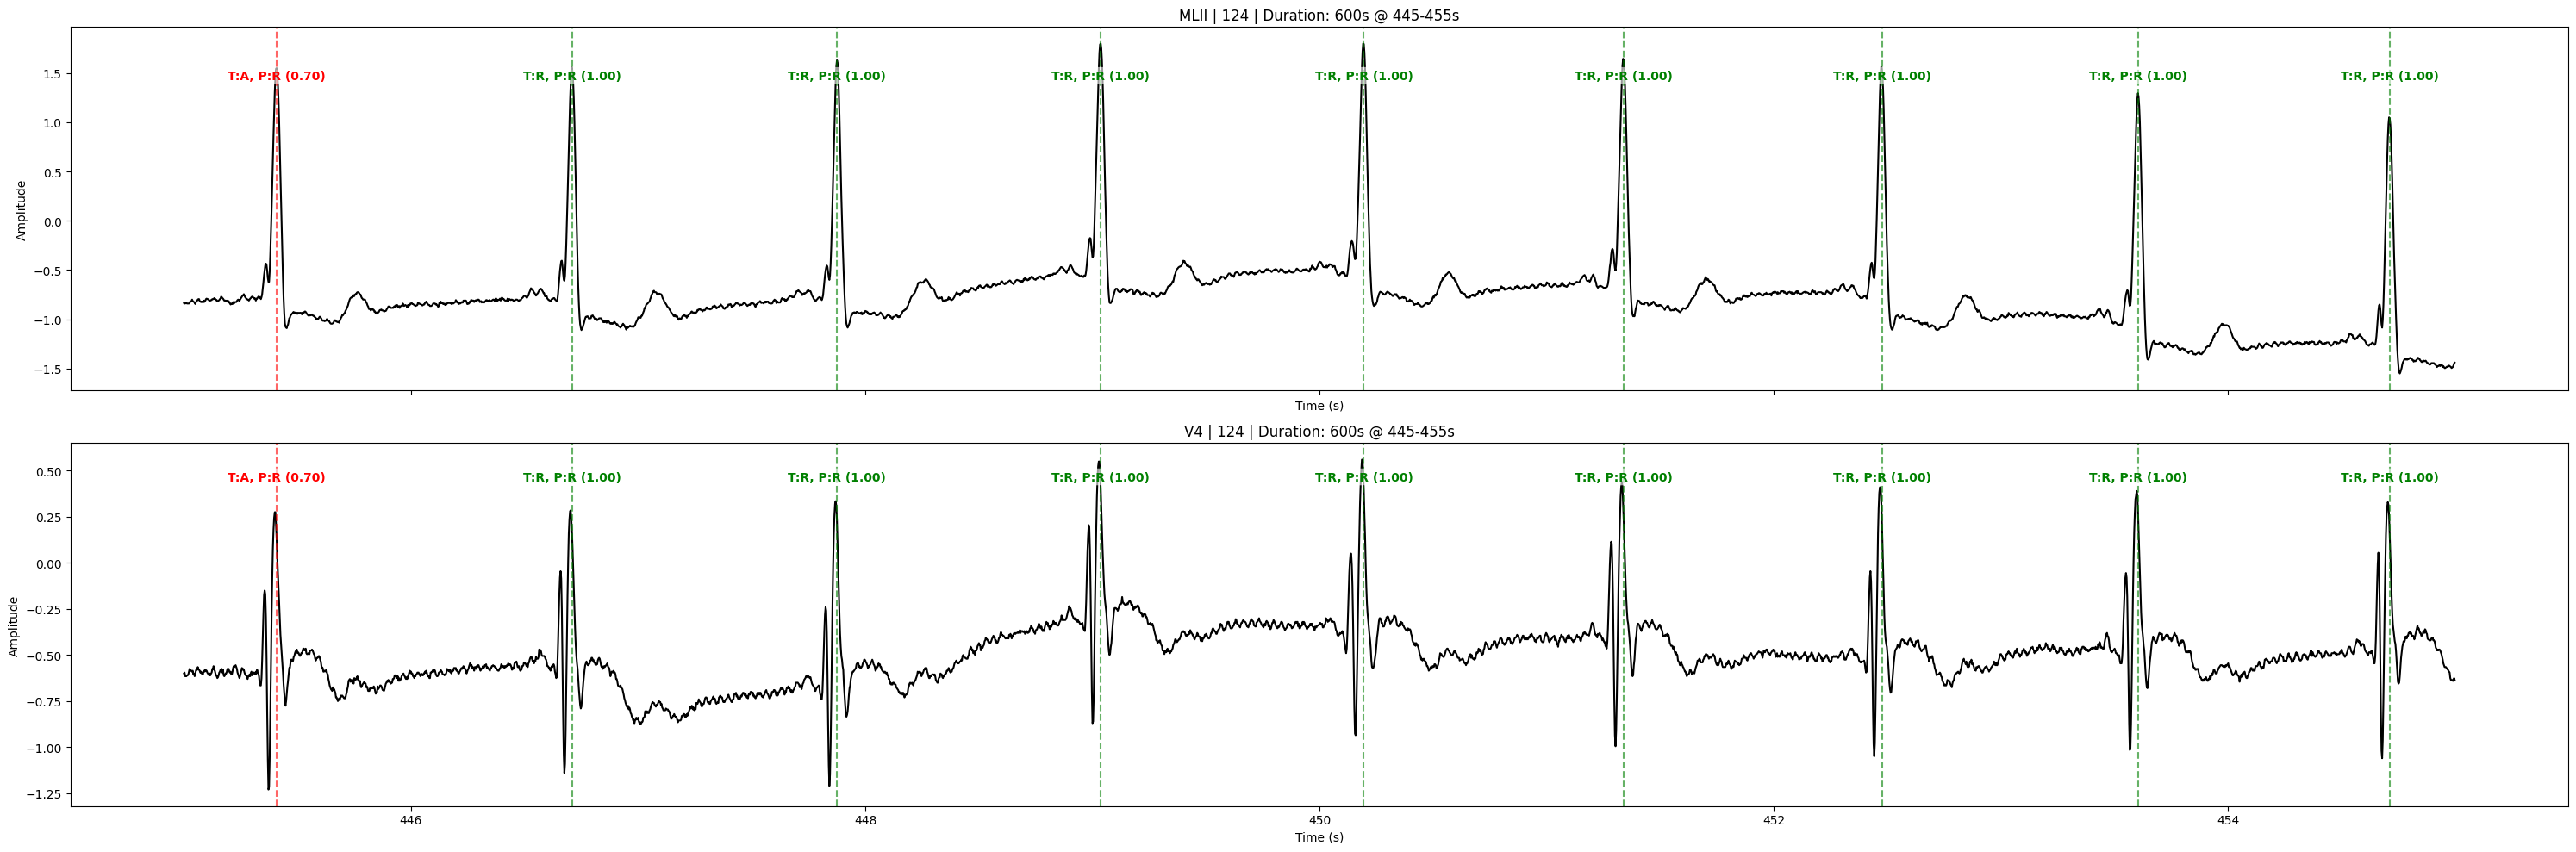 MLII | 124 | Duration: 600s @ 445-455s
T:A, P:R (0.70) T:R, P:R (1.00) T:R, P:R (1.00) T:R, P:R (1.00) T:R, P:R (1.00) T:R, P:R (1.00) T:R, P:R (1.00) T:R, P:R (1.00) T:R, P:R (1.00)
1.5
1.0
0.5
0.0
−0.5
−1.0
−1.5
Amplitude
Time (s)
V4 | 124 | Duration: 600s @ 445-455s
T:A, P:R (0.70) T:R, P:R (1.00) T:R, P:R (1.00) T:R, P:R (1.00) T:R, P:R (1.00) T:R, P:R (1.00) T:R, P:R (1.00) T:R, P:R (1.00) T:R, P:R (1.00)
0.50
0.25
0.00
−0.25
−0.50
−0.75
−1.00
−1.25
Amplitude
446 448 450 452 454
Time (s)